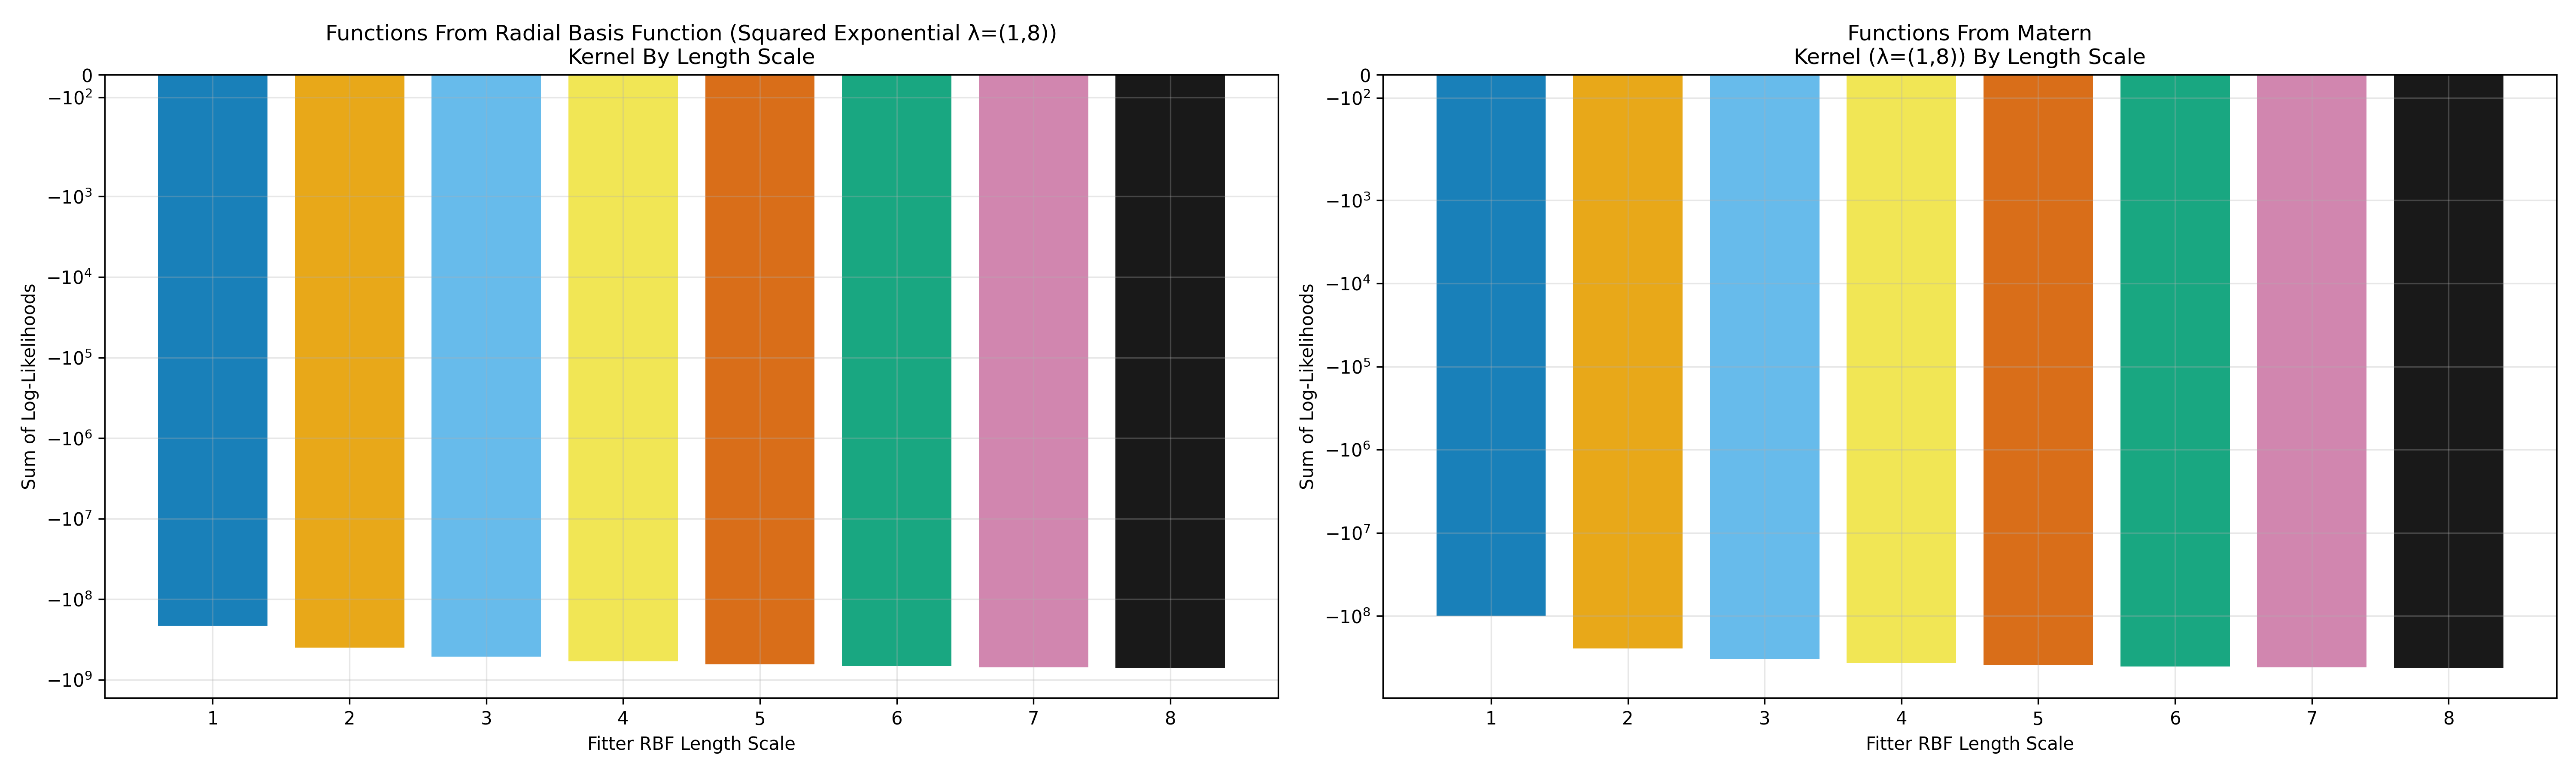 Functions From Radial Basis Function (Squared Exponential λ=(1,8))
Kernel By Length Scale
Sum of Log-Likelihoods
0
−10²
−10³
−10⁴
−10⁵
−10⁶
−10⁷
−10⁸
−10⁹
1 2 3 4 5 6 7 8
Fitter RBF Length Scale
Functions From Matern
Kernel (λ=(1,8)) By Length Scale
Sum of Log-Likelihoods
0
−10²
−10³
−10⁴
−10⁵
−10⁶
−10⁷
−10⁸
1 2 3 4 5 6 7 8
Fitter RBF Length Scale